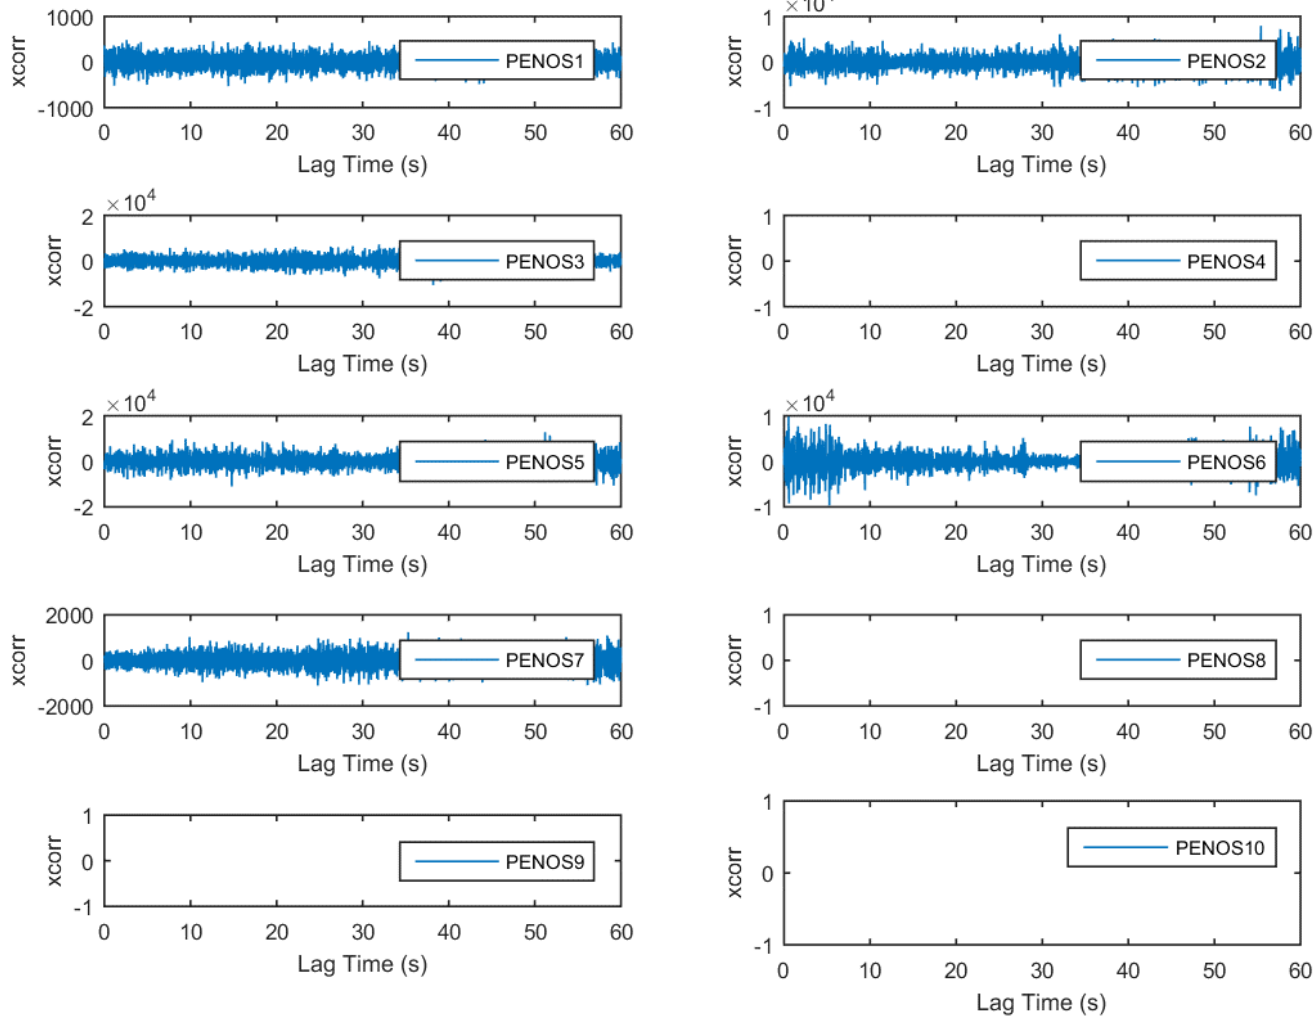 1000
0
-1000
xcorr
PENOS1
0 10 20 30 40 50 60
Lag Time (s)
1
0
-1
xcorr
PENOS2
0 10 20 30 40 50 60
Lag Time (s)
×10⁴
2
0
-2
xcorr
PENOS3
0 10 20 30 40 50 60
Lag Time (s)
1
0
-1
xcorr
PENOS4
0 10 20 30 40 50 60
Lag Time (s)
×10⁴
2
0
-2
xcorr
PENOS5
0 10 20 30 40 50 60
Lag Time (s)
×10⁴
1
0
-1
xcorr
PENOS6
0 10 20 30 40 50 60
Lag Time (s)
2000
0
-2000
xcorr
PENOS7
0 10 20 30 40 50 60
Lag Time (s)
1
0
-1
xcorr
PENOS8
0 10 20 30 40 50 60
Lag Time (s)
1
0
-1
xcorr
PENOS9
0 10 20 30 40 50 60
Lag Time (s)
1
0
-1
xcorr
PENOS10
0 10 20 30 40 50 60
Lag Time (s)